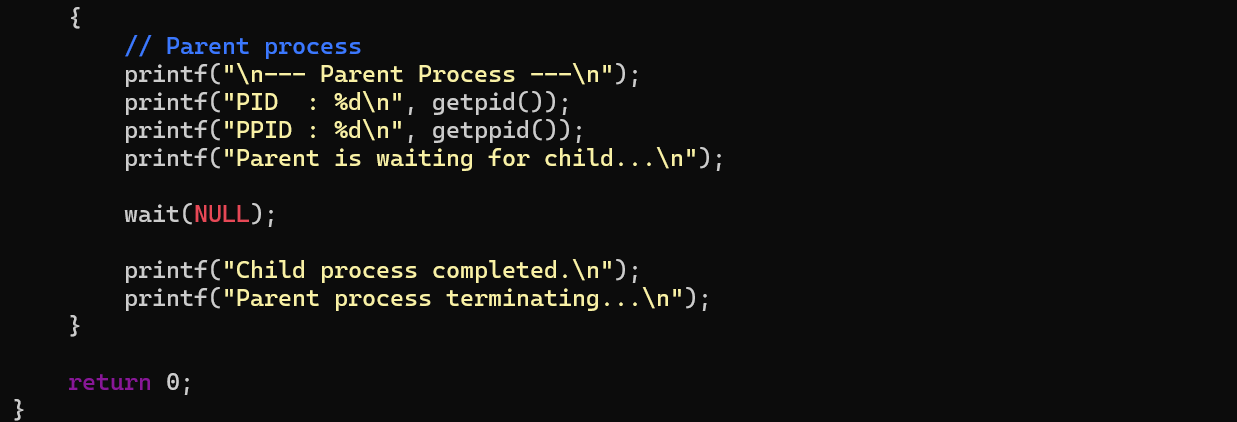 {
// Parent process
printf("\n--- Parent Process ---\n");
printf("PID  : %d\n", getpid());
printf("PPID : %d\n", getppid());
printf("Parent is waiting for child...\n");
wait(NULL);
printf("Child process completed.\n");
printf("Parent process terminating...\n");
}
return 0;
}